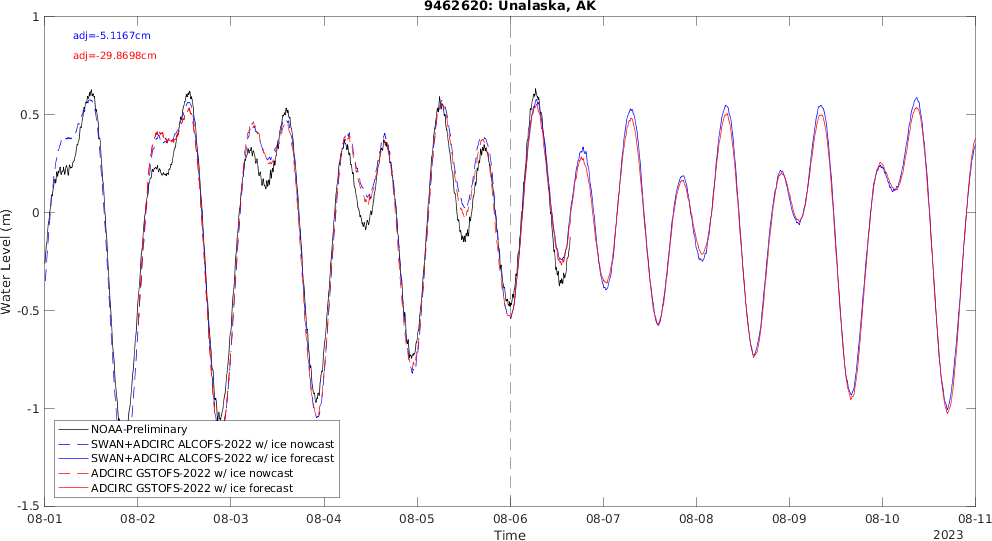 9462620: Unalaska, AK
adj=-5.1167cm
adj=-29.8698cm
1
0.5
0
-0.5
-1
-1.5
Water Level (m)
NOAA-Preliminary
SWAN+ADCIRC ALCOFS-2022 w/ ice nowcast
SWAN+ADCIRC ALCOFS-2022 w/ ice forecast
ADCIRC GSTOFS-2022 w/ ice nowcast
ADCIRC GSTOFS-2022 w/ ice forecast
08-01 08-02 08-03 08-04 08-05 08-06 08-07 08-08 08-09 08-10 08-11
Time
2023